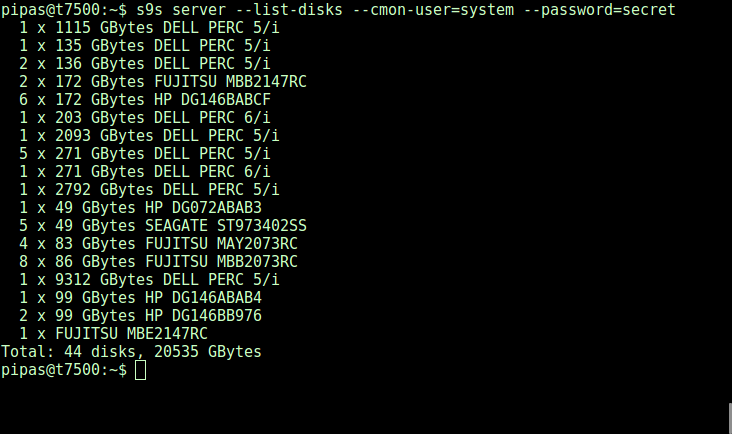 pipas@t7500:~$ s9s server --list-disks --cmon-user=system --password=secret
  1 x 1115 GBytes DELL PERC 5/i
  1 x 135 GBytes DELL PERC 5/i
  2 x 136 GBytes DELL PERC 5/i
  2 x 172 GBytes FUJITSU MBB2147RC
  6 x 172 GBytes HP DG146BABCF
  1 x 203 GBytes DELL PERC 6/i
  1 x 2093 GBytes DELL PERC 5/i
  5 x 271 GBytes DELL PERC 5/i
  1 x 271 GBytes DELL PERC 6/i
  1 x 2792 GBytes DELL PERC 5/i
  1 x 49 GBytes HP DG072ABAB3
  5 x 49 GBytes SEAGATE ST973402SS
  4 x 83 GBytes FUJITSU MAY2073RC
  8 x 86 GBytes FUJITSU MBB2073RC
  1 x 9312 GBytes DELL PERC 5/i
  1 x 99 GBytes HP DG146ABAB4
  2 x 99 GBytes HP DG146BB976
  1 x FUJITSU MBE2147RC
Total: 44 disks, 20535 GBytes
pipas@t7500:~$